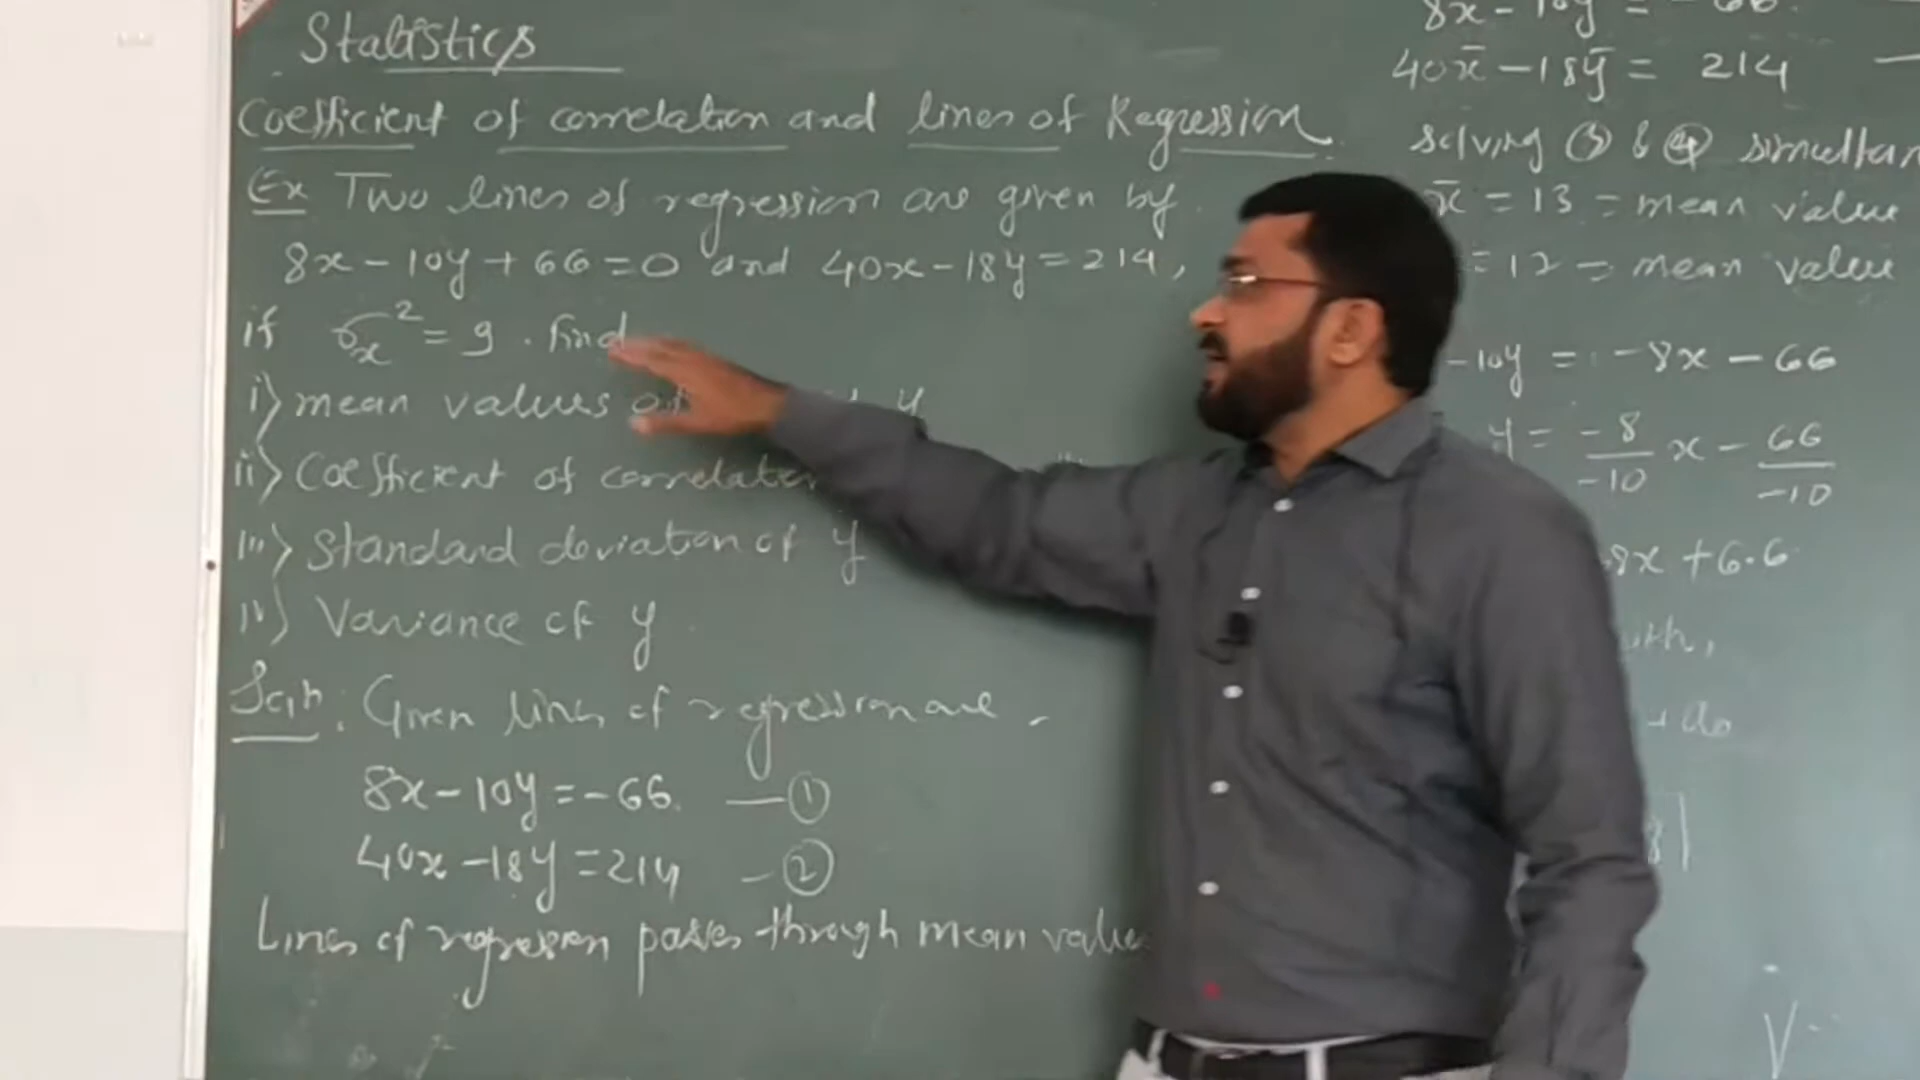 Statistics
Coefficient of correlation and lines of Regression.
Ex Two lines of regression are given by
8x - 10y + 66 = 0 and 40x - 18y = 214,
if σx² = 9 . Find
i) mean values of y
ii) Coefficient of correlation
iii) Standard deviation of y
iv) Variance of y
Soln: Given lines of regression are -
8x - 10y = -66. — ①
40x - 18y = 214 — ②
Lines of regression passes through mean value
8x̄ - 10ȳ = -66.
40x̄ - 18ȳ = 214
solving ③ & ④
x̄ = 13 = mean value
= 12 = mean value
-10y = -8x - 66
y = -8/-10 x - 66/-10
8x + 6.6